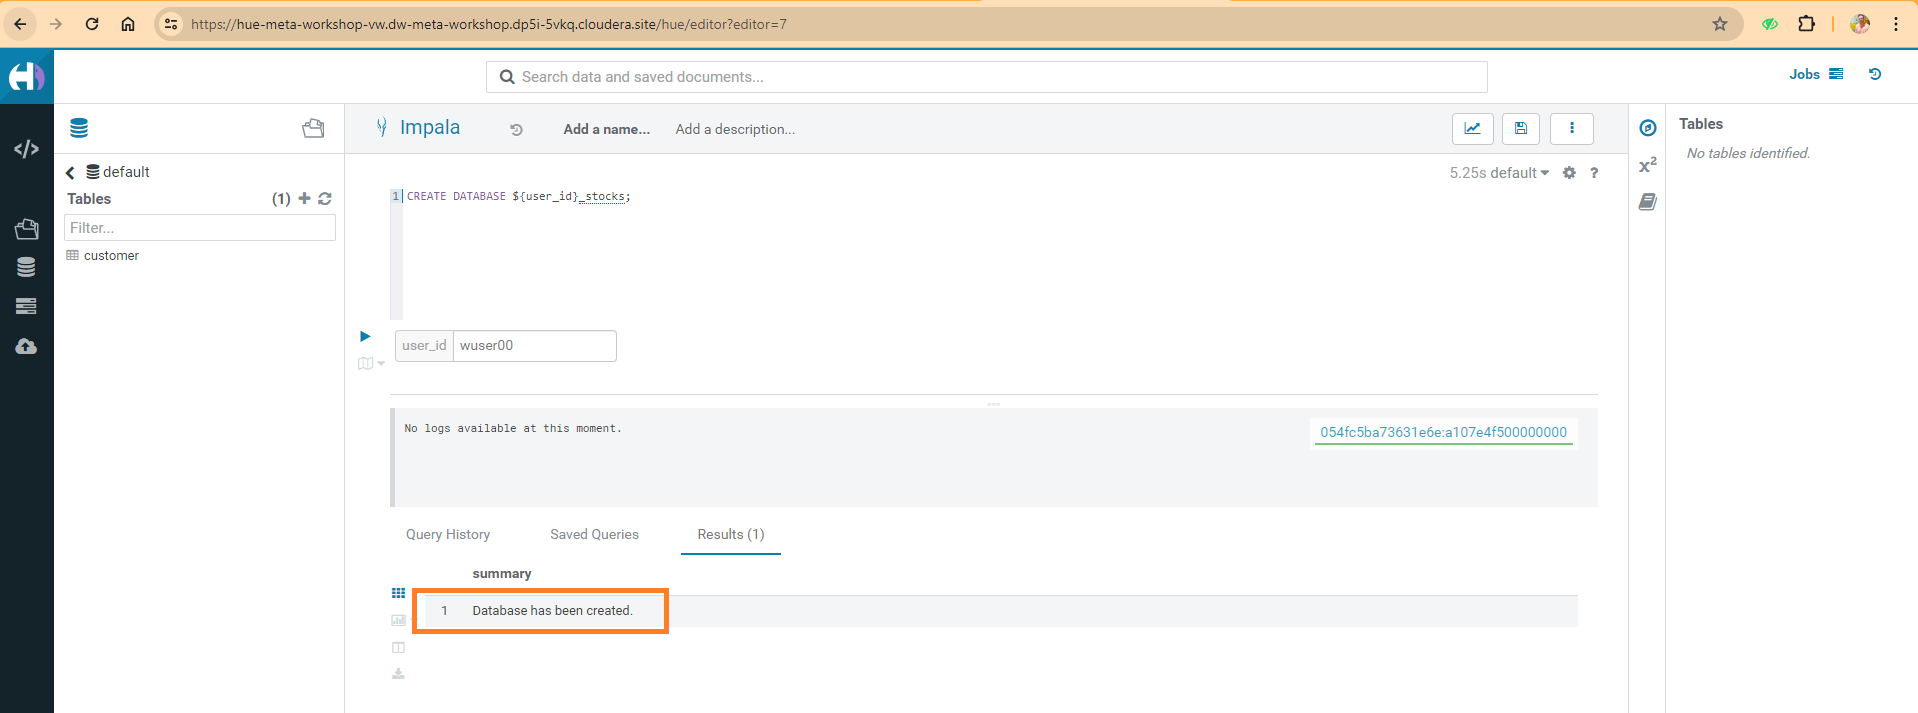 https://hue-meta-workshop-vw.dw-meta-workshop.dp5i-5vkq.cloudera.site/hue/editor?editor=7
Search data and saved documents...
Jobs
Impala
Add a name...
Add a description...
Tables
No tables identified.
default
Tables
(1)
Filter...
customer
5.25s default
?
x²
1 CREATE DATABASE ${user_id}_stocks;
user_id wuser00
No logs available at this moment.
054fc5ba73631e6e:a107e4f500000000
Query History
Saved Queries
Results (1)
summary
1 Database has been created.